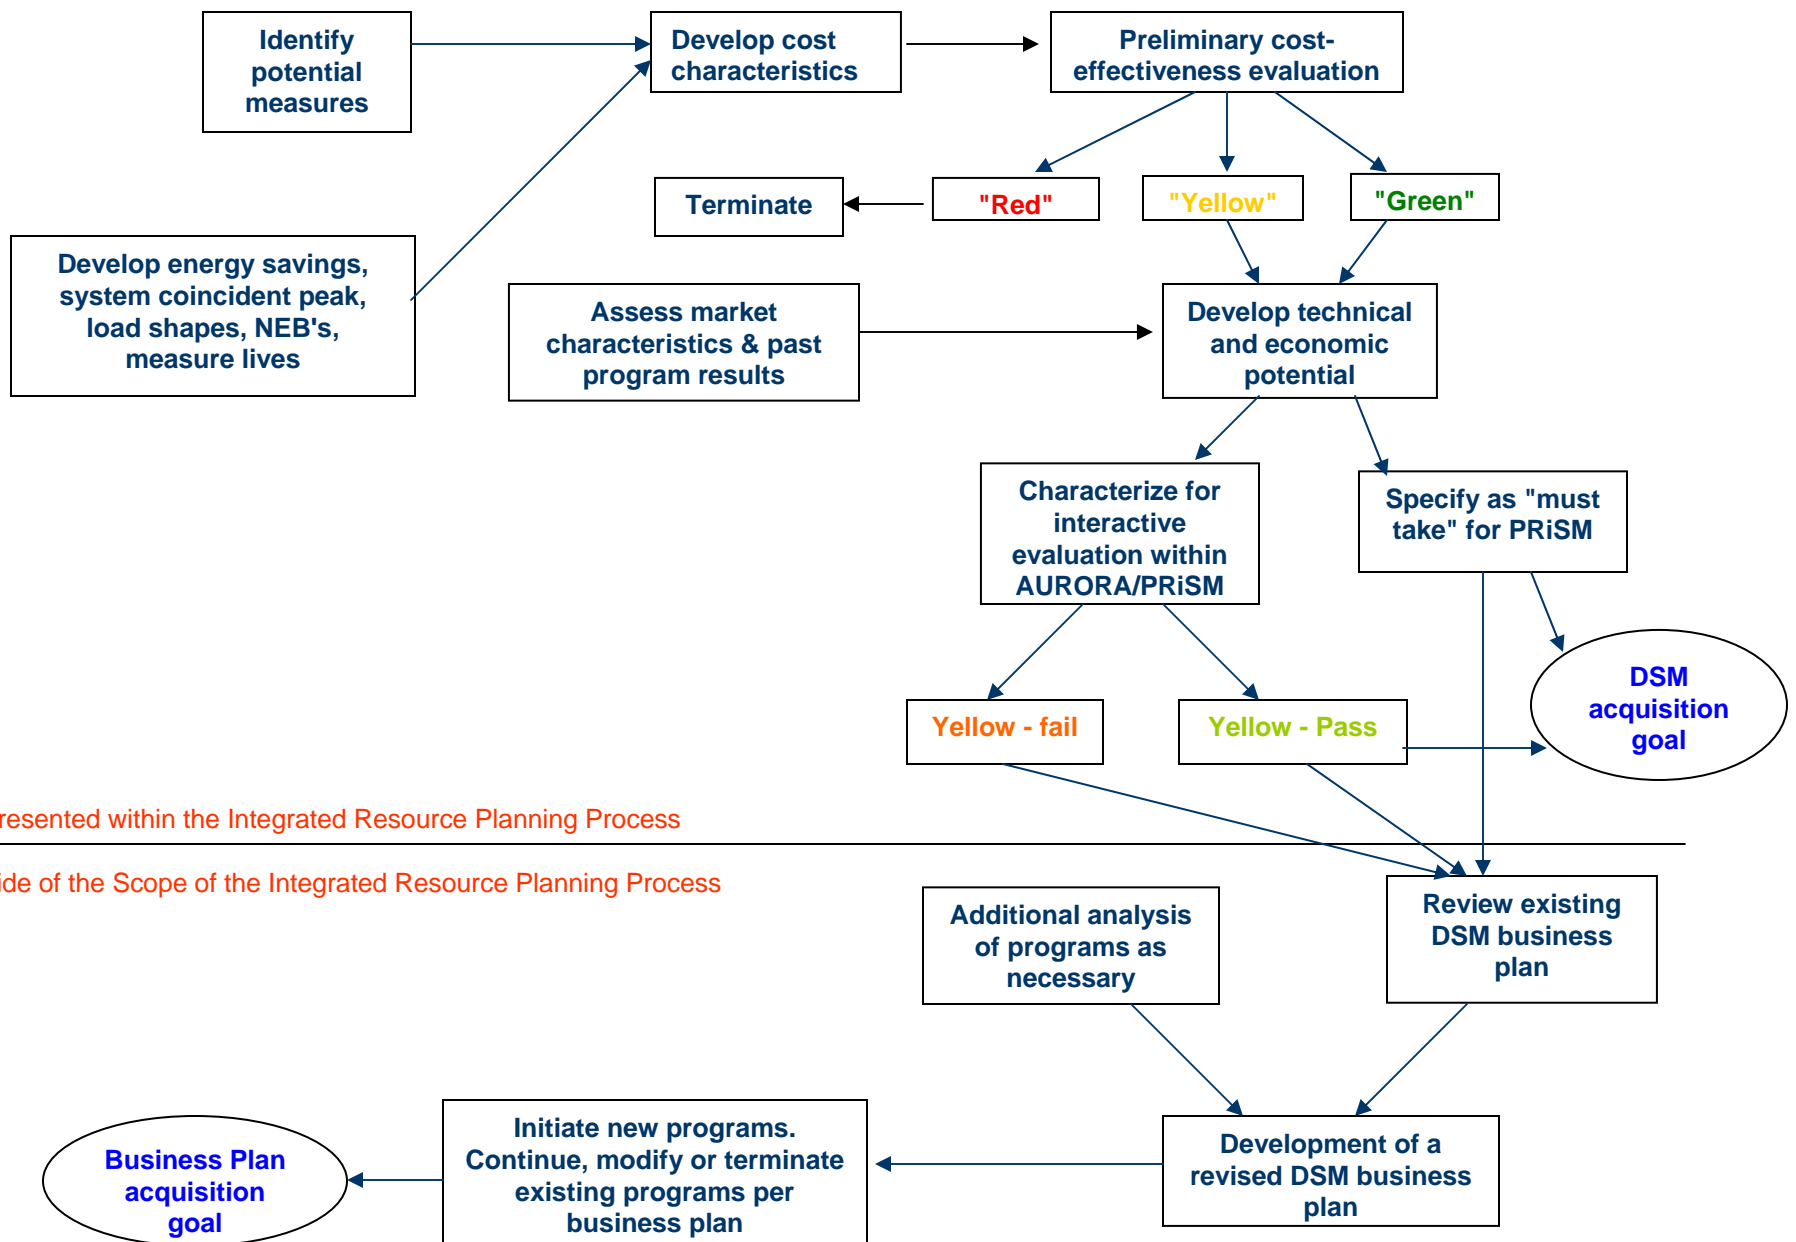 Identify
potential
measures
Develop cost
characteristics
Preliminary cost-
effectiveness evaluation
Terminate
"Red"
"Yellow"
"Green"
Develop energy savings,
system coincident peak,
load shapes, NEB's,
measure lives
Assess market
characteristics & past
program results
Develop technical
and economic
potential
Characterize for
interactive
evaluation within
AURORA/PRiSM
Specify as "must
take" for PRiSM
DSM
acquisition
goal
Yellow - fail
Yellow - Pass
resented within the Integrated Resource Planning Process
ide of the Scope of the Integrated Resource Planning Process
Additional analysis
of programs as
necessary
Review existing
DSM business
plan
Business Plan
acquisition
goal
Initiate new programs.
Continue, modify or terminate
existing programs per
business plan
Development of a
revised DSM business
plan